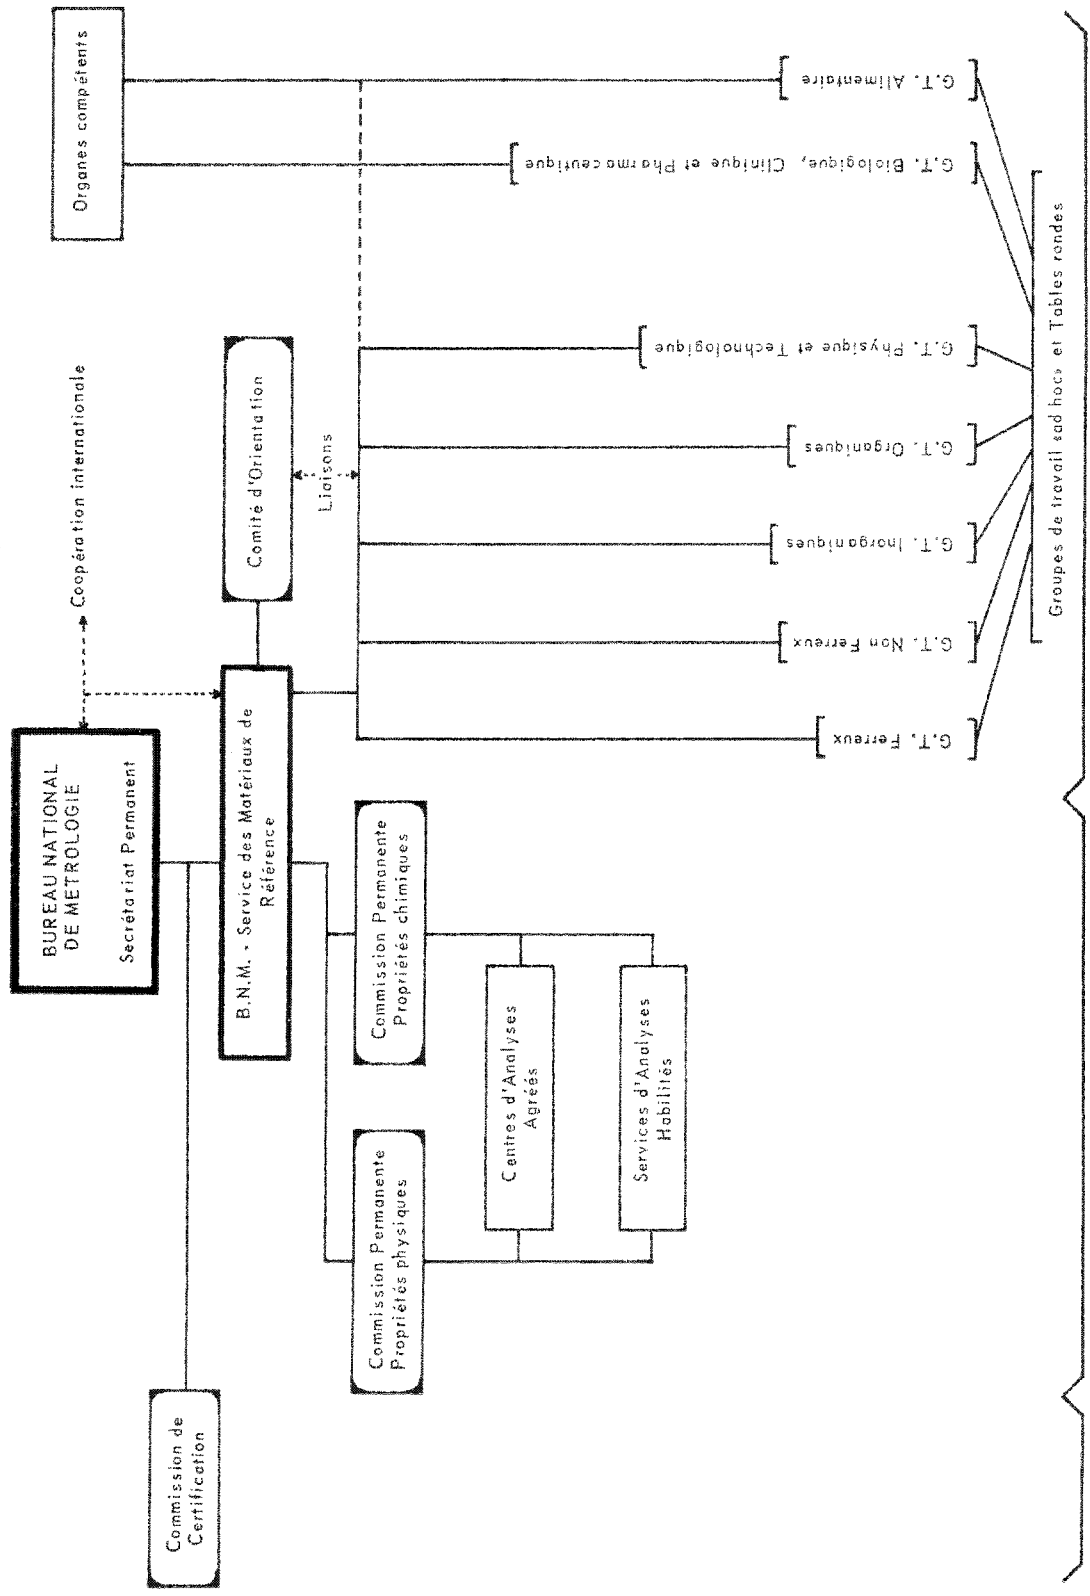 BUREAU NATIONAL
DE METROLOGIE
Secrétariat Permanent
Coopération internationale
Organes compétents
Commission de
Certification
B.N.M. - Service des Matériaux de
Référence
Comité d'Orientation
Liaisons
Commission Permanente
Propriétés physiques
Commission Permanente
Propriétés chimiques
Centres d'Analyses
Agréés
Services d'Analyses
Habilités
G.T. Ferreux
G.T. Non Ferreux
G.T. Inorganiques
G.T. Organiques
G.T. Physique et Technologique
G.T. Biologique, Clinique et Pharmaceutique
G.T. Alimentaire
Groupes de travail «ad hoc» et Tables rondes